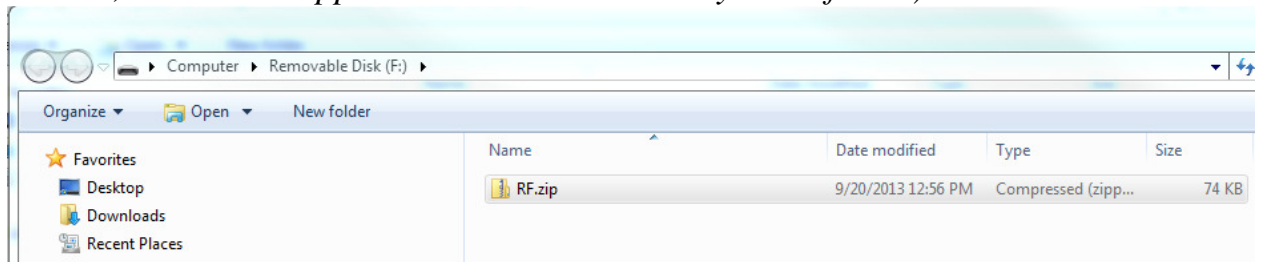 Computer Removable Disk (F:)
Organize Open New folder
Favorites
Desktop
Downloads
Recent Places
Name Date modified Type Size
RF.zip 9/20/2013 12:56 PM Compressed (zipp... 74 KB